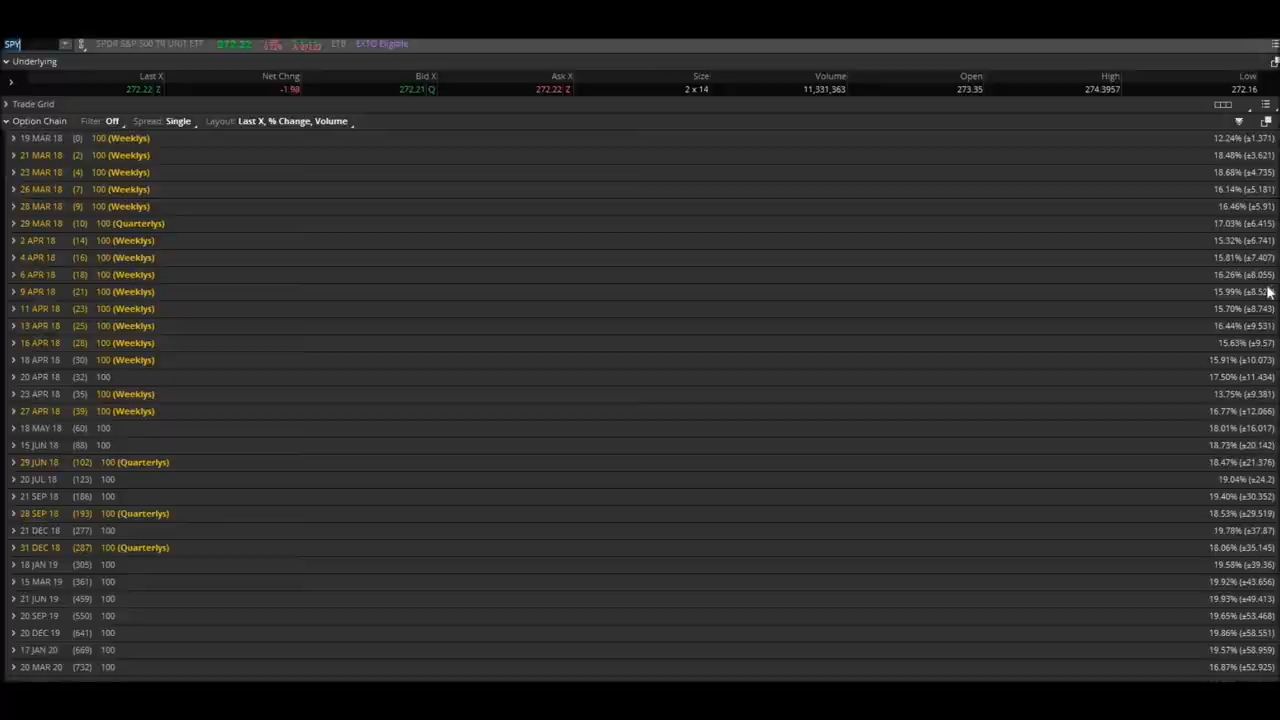 SPY SPDR S&P 500 TR UNIT ETF 272.22 ETB EXTO Eligible
Underlying
Last X Net Chng Bid X Ask X Size Volume Open High Low
272.22 Z -1.98 272.21 Q 272.22 Z 2 x 14 11,331,363 273.35 274.3957 272.16
Trade Grid
Option Chain Filter: Off Spread: Single Layout: Last X, % Change, Volume
19 MAR 18 (0) 100 (Weeklys) 12.24% (±1.371)
21 MAR 18 (2) 100 (Weeklys) 18.48% (±3.621)
23 MAR 18 (4) 100 (Weeklys) 18.68% (±4.735)
26 MAR 18 (7) 100 (Weeklys) 16.14% (±5.181)
28 MAR 18 (9) 100 (Weeklys) 16.46% (±5.91)
29 MAR 18 (10) 100 (Quarterlys) 17.03% (±6.415)
2 APR 18 (14) 100 (Weeklys) 15.32% (±6.741)
4 APR 18 (16) 100 (Weeklys) 15.81% (±7.407)
6 APR 18 (18) 100 (Weeklys) 16.26% (±8.055)
9 APR 18 (21) 100 (Weeklys) 15.99%
11 APR 18 (23) 100 (Weeklys) 15.70% (±8.743)
13 APR 18 (25) 100 (Weeklys) 16.44% (±9.531)
16 APR 18 (28) 100 (Weeklys) 15.63% (±9.57)
18 APR 18 (30) 100 (Weeklys) 15.91% (±10.073)
20 APR 18 (32) 100 17.50% (±11.434)
23 APR 18 (35) 100 (Weeklys) 13.75% (±9.381)
27 APR 18 (39) 100 (Weeklys) 16.77% (±12.066)
18 MAY 18 (60) 100 18.01% (±16.017)
15 JUN 18 (88) 100 18.73% (±20.142)
29 JUN 18 (102) 100 (Quarterlys) 18.47% (±21.376)
20 JUL 18 (123) 100 19.04% (±24.2)
21 SEP 18 (186) 100 19.40% (±30.352)
28 SEP 18 (193) 100 (Quarterlys) 18.53% (±29.519)
21 DEC 18 (277) 100 19.78% (±37.87)
31 DEC 18 (287) 100 (Quarterlys) 18.06% (±35.145)
18 JAN 19 (305) 100 19.58% (±39.36)
15 MAR 19 (361) 100 19.92% (±43.656)
21 JUN 19 (459) 100 19.93% (±49.413)
20 SEP 19 (550) 100 19.65% (±53.468)
20 DEC 19 (641) 100 19.86% (±58.551)
17 JAN 20 (669) 100 19.57% (±58.959)
20 MAR 20 (732) 100 16.87% (±52.925)